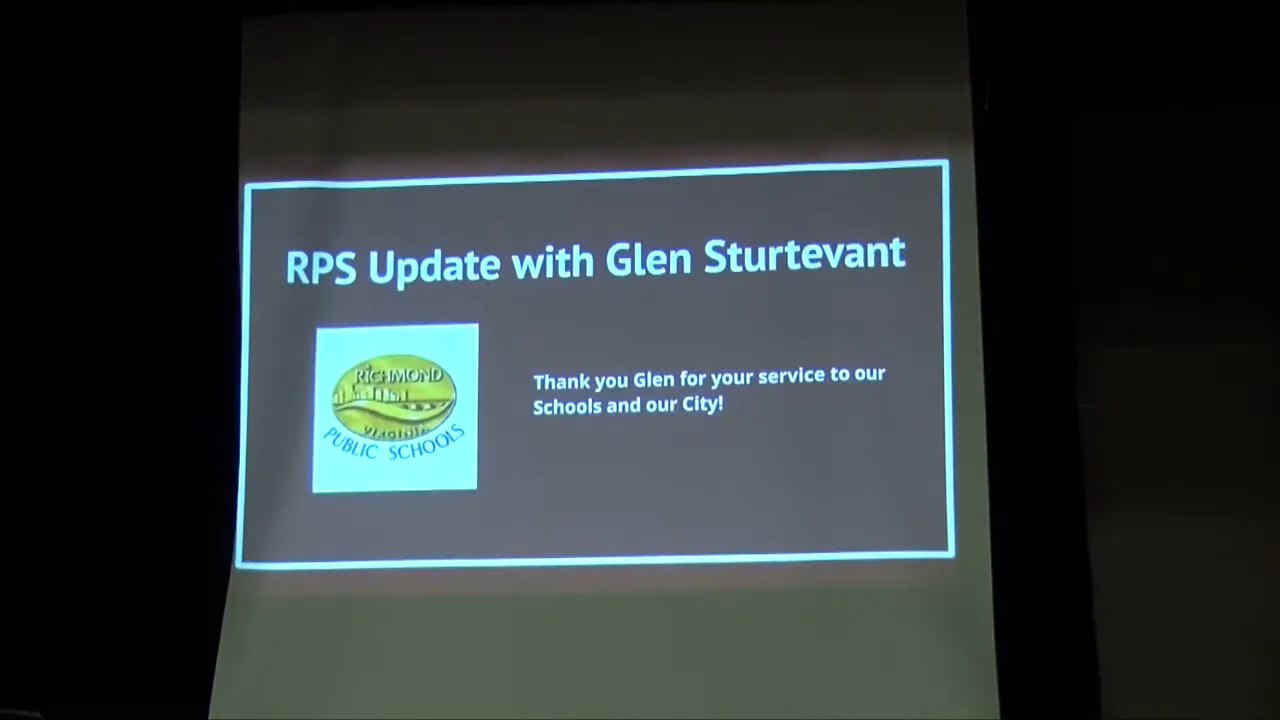 RPS Update with Glen Sturtevant
RICHMOND
VIRGINIA
PUBLIC SCHOOLS
Thank you Glen for your service to our
Schools and our City!